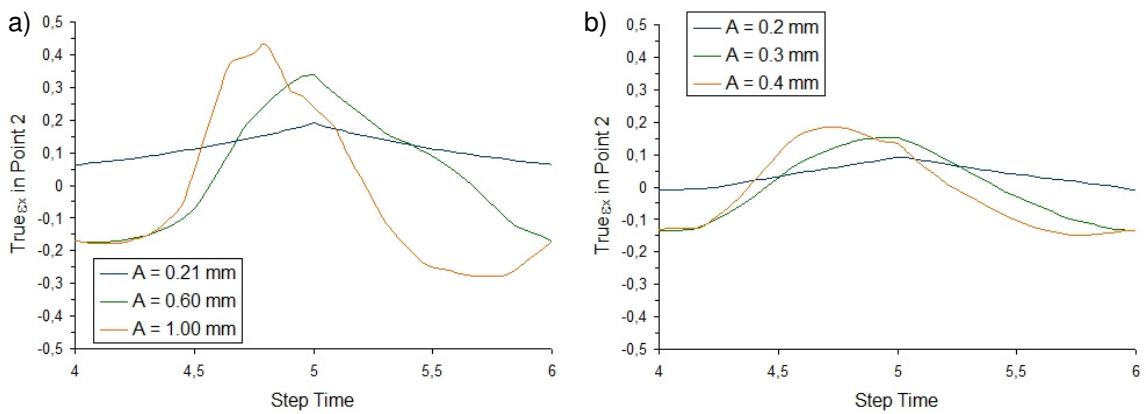 a)
0,5
0,4
0,3
0,2
0,1
0
-0,1
-0,2
-0,3
-0,4
-0,5
True εx in Point 2
A = 0.21 mm
A = 0.60 mm
A = 1.00 mm
4
4,5
5
5,5
6
Step Time
b)
0,5
0,4
0,3
0,2
0,1
0
-0,1
0,2
0,3
0,4
-0,5
True εx in Point 2
A = 0.2 mm
A = 0.3 mm
A = 0.4 mm
4
4,5
5
5,5
6
Step Time